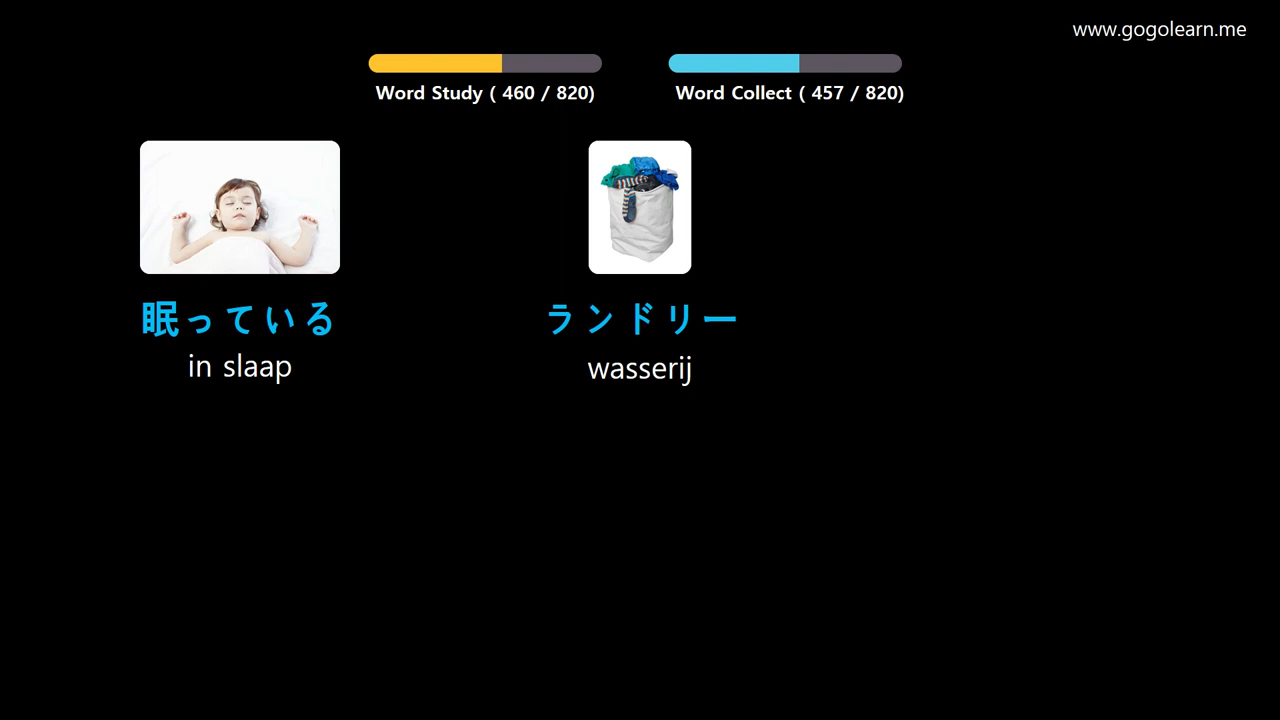 www.gogolearn.me
Word Study ( 460 / 820)
Word Collect ( 457 / 820)
眠っている
in slaap
ランドリー
wasserij